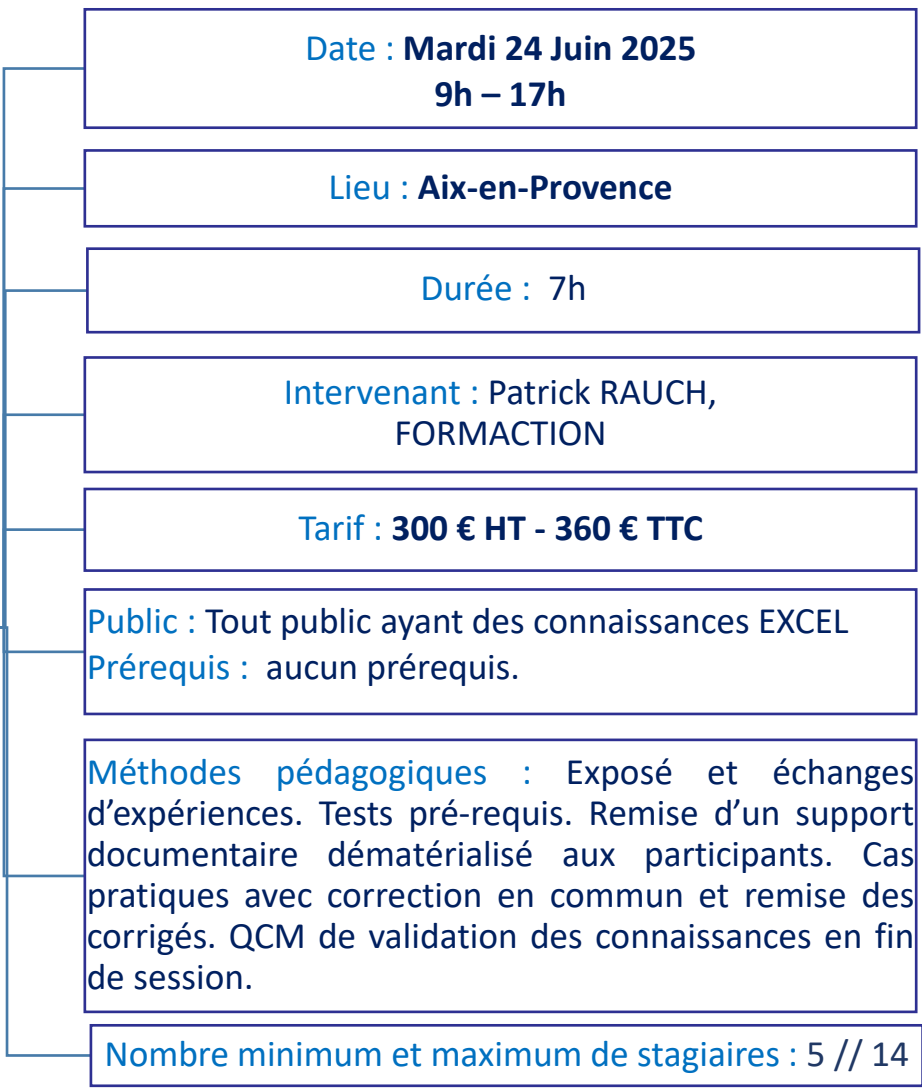 Date : Mardi 24 Juin 2025
9h – 17h
Lieu : Aix-en-Provence
Durée : 7h
Intervenant : Patrick RAUCH,
FORMACTION
Tarif : 300 € HT - 360 € TTC
Public : Tout public ayant des connaissances EXCEL
Prérequis : aucun prérequis.
Méthodes pédagogiques : Exposé et échanges
d’expériences. Tests pré-requis. Remise d’un support
documentaire dématérialisé aux participants. Cas
pratiques avec correction en commun et remise des
corrigés. QCM de validation des connaissances en fin
de session.
Nombre minimum et maximum de stagiaires : 5 // 14